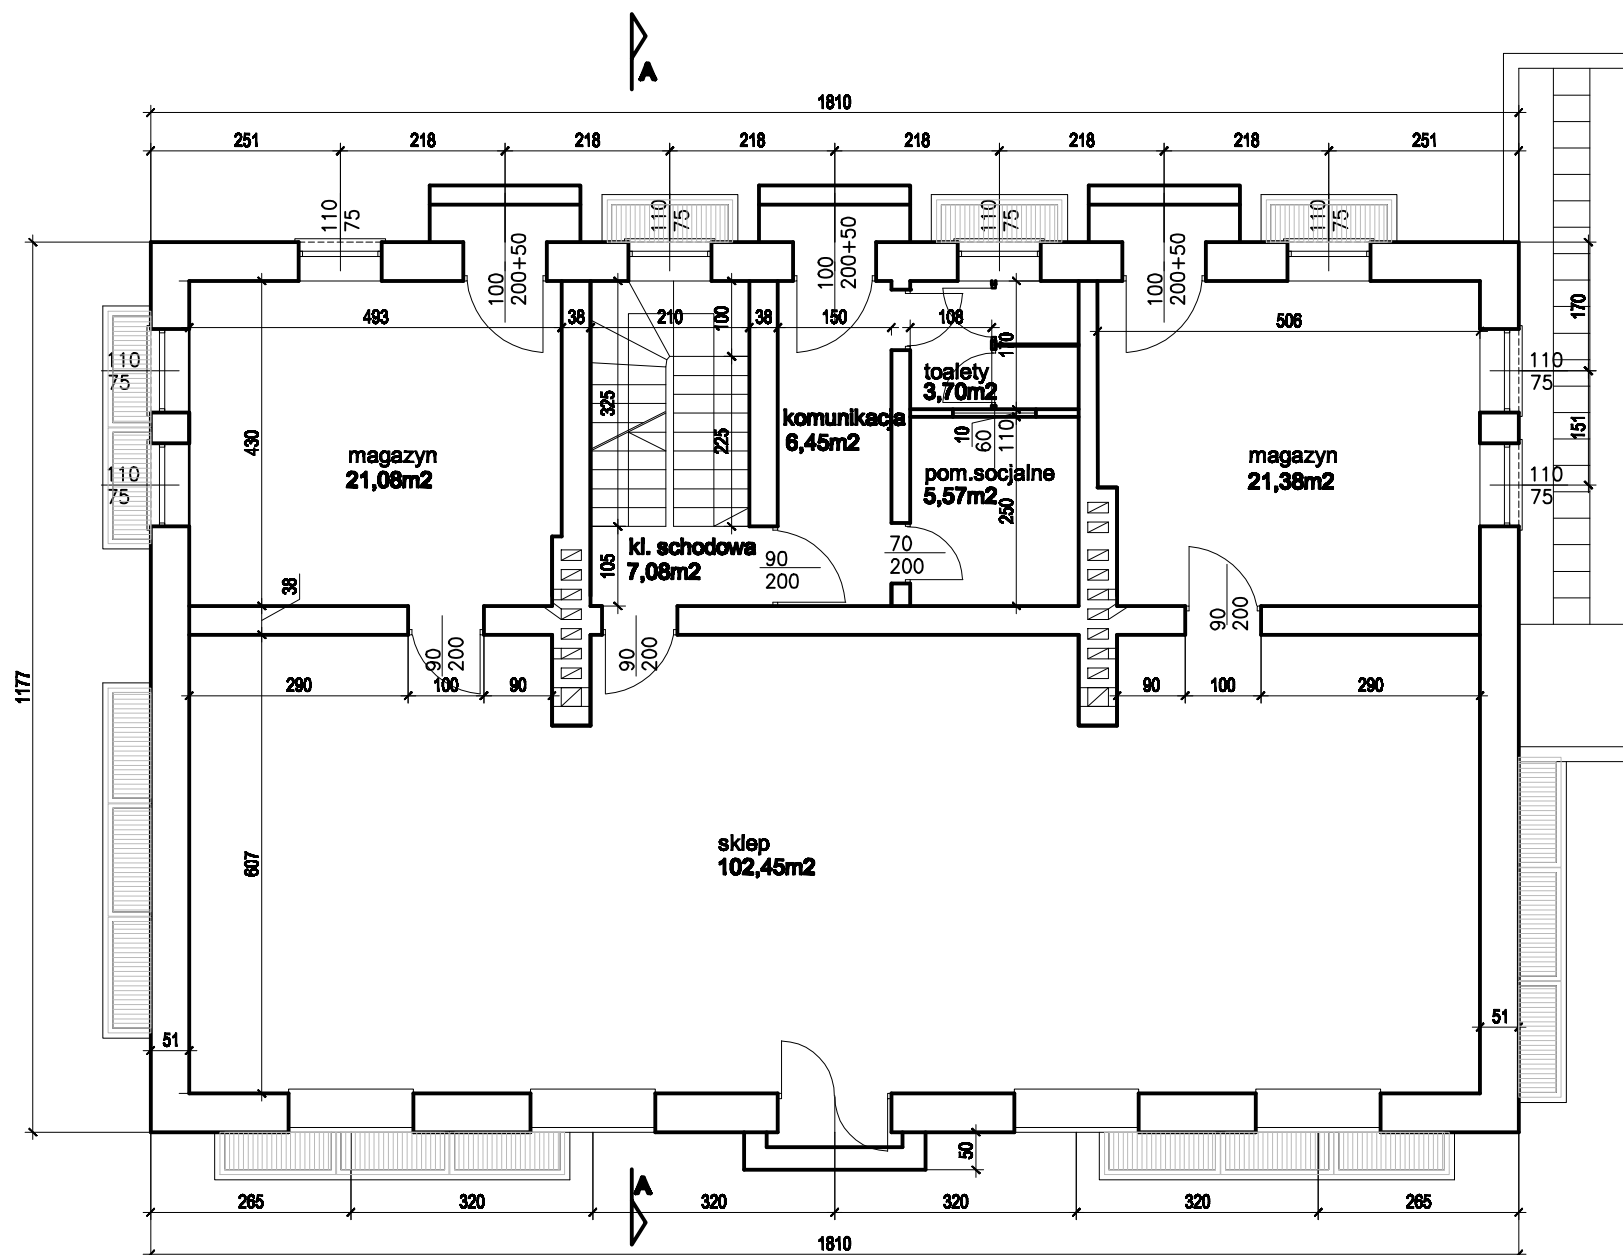 A
1810
251 218 218 218 218 218 218 251
110
75
110
75
110
75
110
75
100
200+50
100
200+50
100
200+50
493 38 210 38 150 108 506
100
170
170
110
75
110
75
toalety
3,70m2
325
430
225
komunikacja
6,45m2
10
60
110
151
magazyn
21,08m2
pom.socjalne
5,57m2
magazyn
21,38m2
110
75
110
75
250
kl. schodowa
7,08m2
105
90
200
70
200
38
90
200
90
200
90
200
1177
290 100 90
90 100 290
sklep
102,45m2
607
51
51
50
A
265 320 320 320 320 265
1810